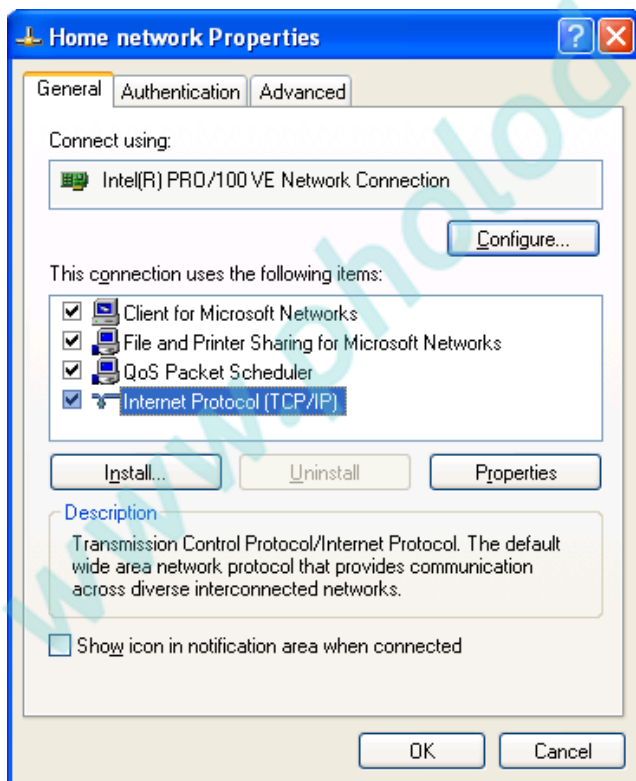 Home network Properties
General Authentication Advanced
Connect using:
Intel(R) PRO/100 VE Network Connection
Configure...
This connection uses the following items:
Client for Microsoft Networks
File and Printer Sharing for Microsoft Networks
QoS Packet Scheduler
Internet Protocol (TCP/IP)
Install... Uninstall Properties
Description
Transmission Control Protocol/Internet Protocol. The default
wide area network protocol that provides communication
across diverse interconnected networks.
Show icon in notification area when connected
OK Cancel
www.pholod